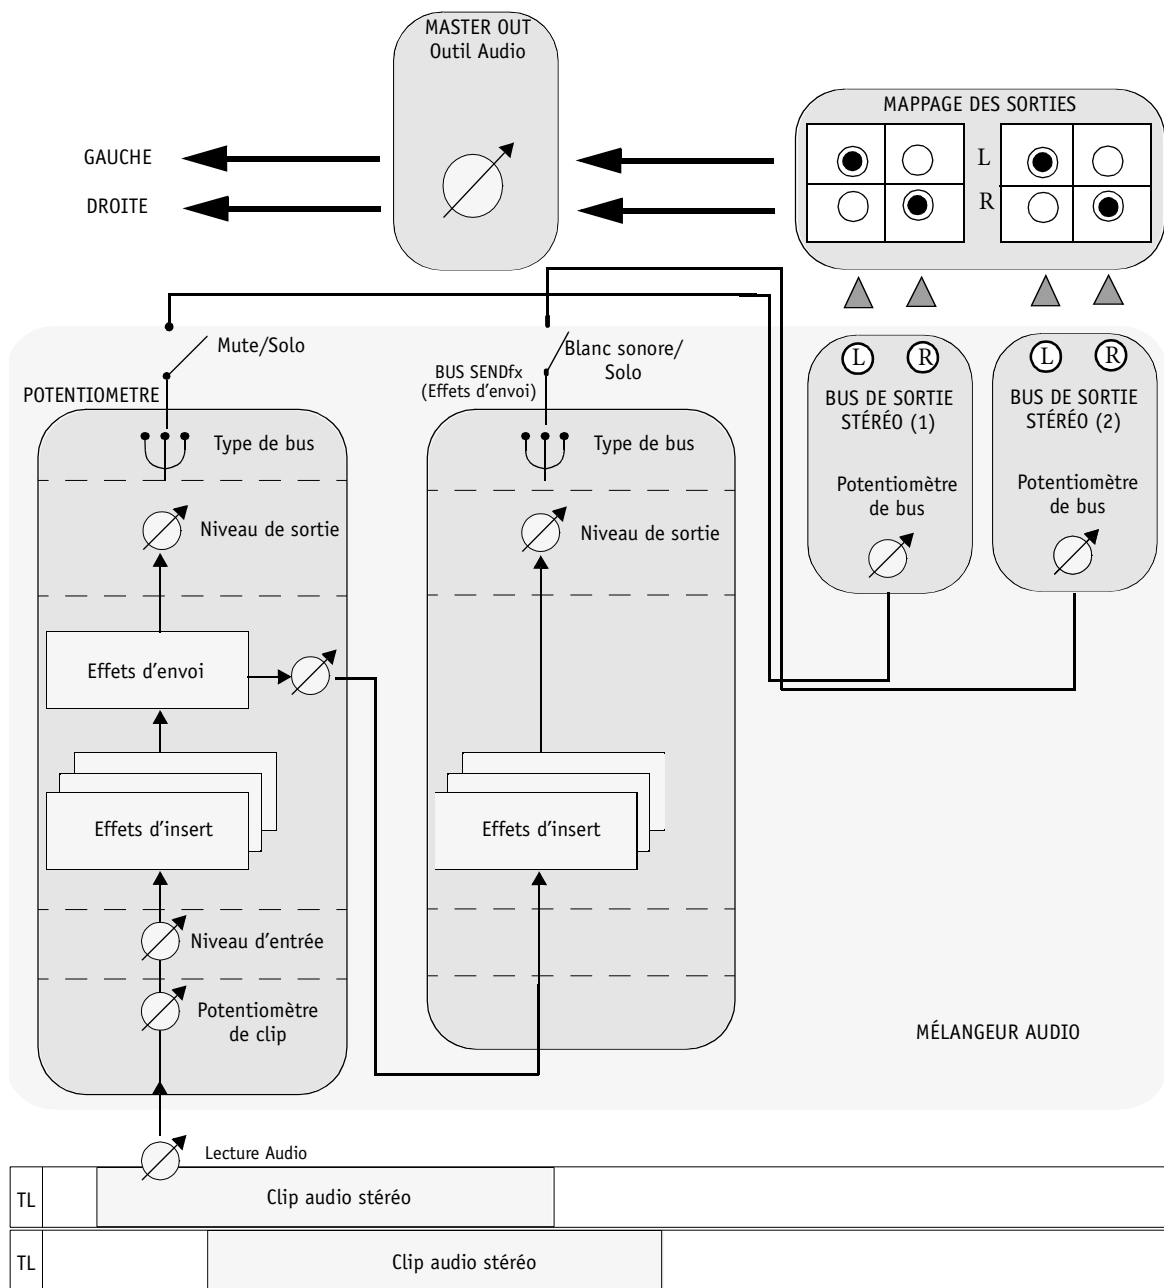 MASTER OUT
Outil Audio
MAPPAGE DES SORTIES
GAUCHE
L
DROITE
R
Mute/Solo
Blanc sonore/
Solo
POTENTIOMETRE
BUS SENDfx
(Effets d'envoi)
L
R
L
R
BUS DE SORTIE
STÉRÉO (1)
BUS DE SORTIE
STÉRÉO (2)
Type de bus
Type de bus
Potentiomètre
de bus
Potentiomètre
de bus
Niveau de sortie
Niveau de sortie
Effets d'envoi
Effets d'insert
Effets d'insert
Niveau d'entrée
Potentiomètre
de clip
MÉLANGEUR AUDIO
Lecture Audio
TL
Clip audio stéréo
TL
Clip audio stéréo